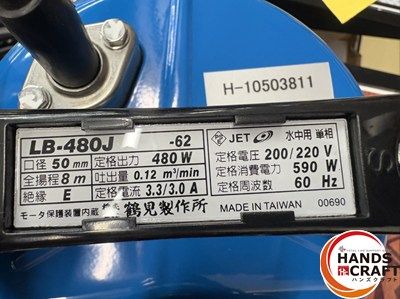 H-10503811
LB-480J -62
口径 50 mm 定格出力 480 W
全揚程 8 m 吐出量 0.12 m³/min
絶縁 E 定格電流 3.3/3.0 A
モータ保護装置内蔵 株式会社 鶴見製作所
JET 水中用 単相
定格電圧 200/220 V
定格消費電力 590 W
定格周波数 60 Hz
MADE IN TAIWAN 00690
HANDS
CRAFT
ハンズクラフト